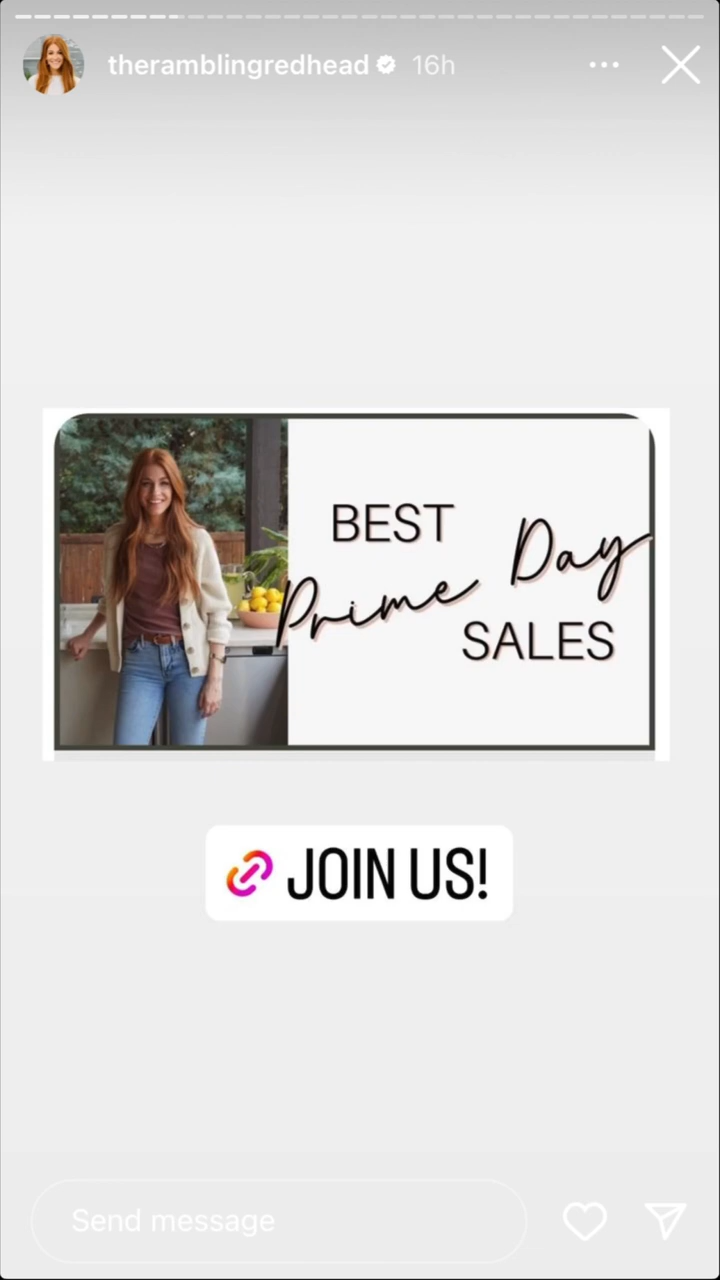 theramblingredhead 16h
BEST
Prime Day
SALES
JOIN US!
Send message